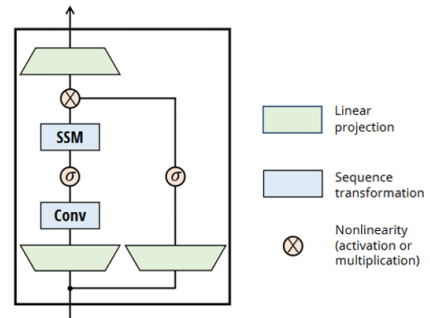 SSM
σ
σ
Conv
Linear
projection
Sequence
transformation
Nonlinearity
(activation or
multiplication)